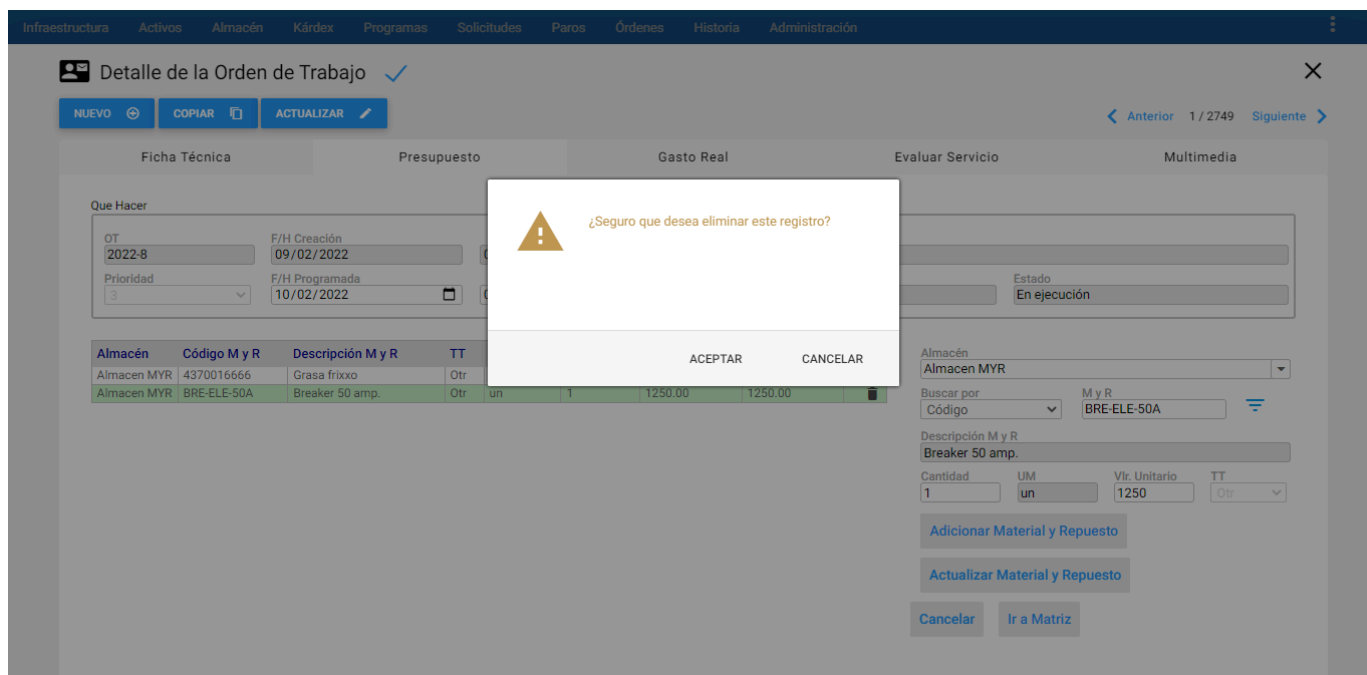 Infraestructura Activos Almacén Kárdex Programas Solicitudes Paros Órdenes Historia Administración
Detalle de la Orden de Trabajo
NUEVO COPIAR ACTUALIZAR
Anterior 1 / 2749 Siguiente
Ficha Técnica Presupuesto Gasto Real Evaluar Servicio Multimedia
Que Hacer
¿Seguro que desea eliminar este registro?
OT F/H Creación
2022-8 09/02/2022
Prioridad F/H Programada Estado
3 10/02/2022 En ejecución
ACEPTAR CANCELAR
Almacén Código M y R Descripción M y R TT
Almacen MYR 4370016666 Grasa frixxo Otr
Almacen MYR BRE-ELE-50A Breaker 50 amp. Otr un 1 1250.00 1250.00
Almacén
Almacen MYR
Buscar por M y R
Código BRE-ELE-50A
Descripción M y R
Breaker 50 amp.
Cantidad UM Vlr. Unitario TT
1 un 1250 Otr
Adicionar Material y Repuesto
Actualizar Material y Repuesto
Cancelar Ir a Matriz